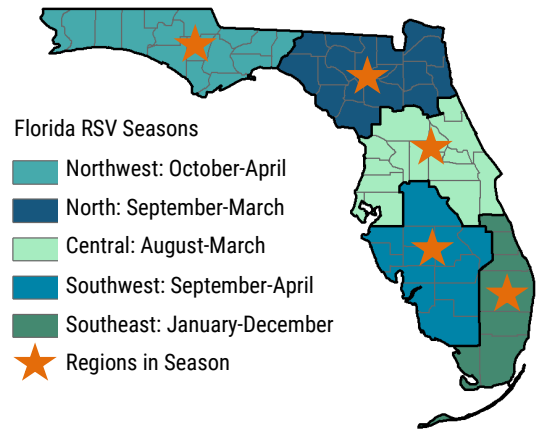 Florida RSV Seasons
Northwest: October-April
North: September-March
Central: August-March
Southwest: September-April
Southeast: January-December
Regions in Season